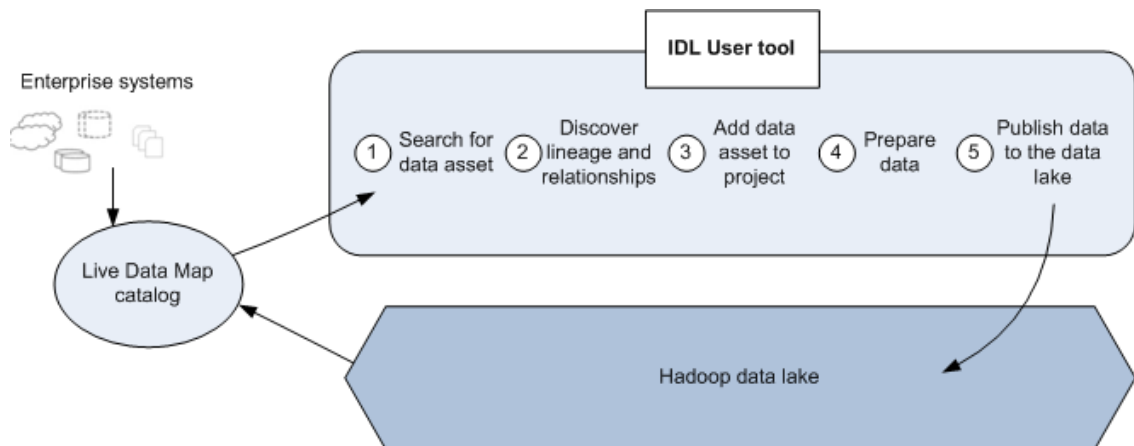 IDL User tool
Enterprise systems
1
Search for
data asset
2
Discover
lineage and
relationships
3
Add data
asset to
project
4
Prepare
data
5
Publish data
to the data
lake
Live Data Map
catalog
Hadoop data lake